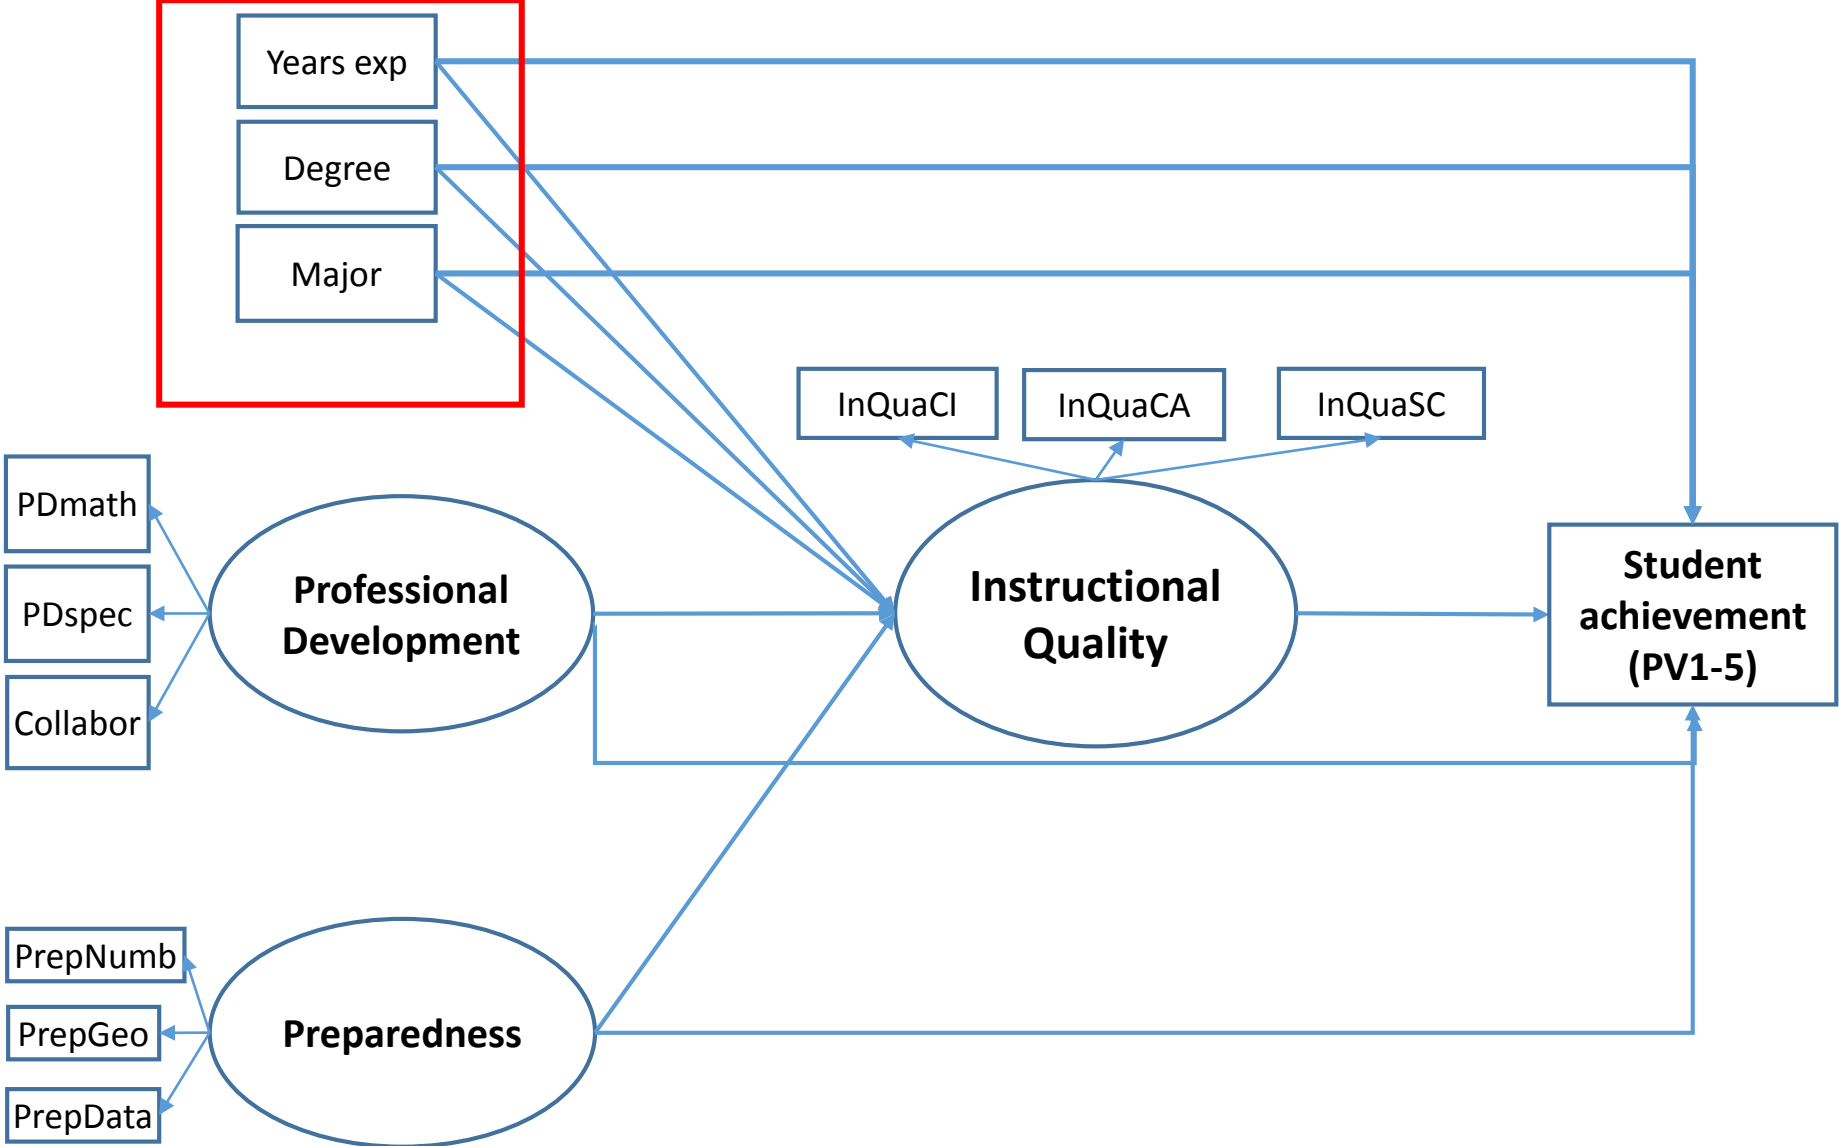 Years exp
Degree
Major
InQuaCI
InQuaCA
InQuaSC
PDmath
PDspec
Collabor
Professional
Development
Instructional
Quality
Student
achievement
(PV1-5)
PrepNumb
PrepGeo
PrepData
Preparedness